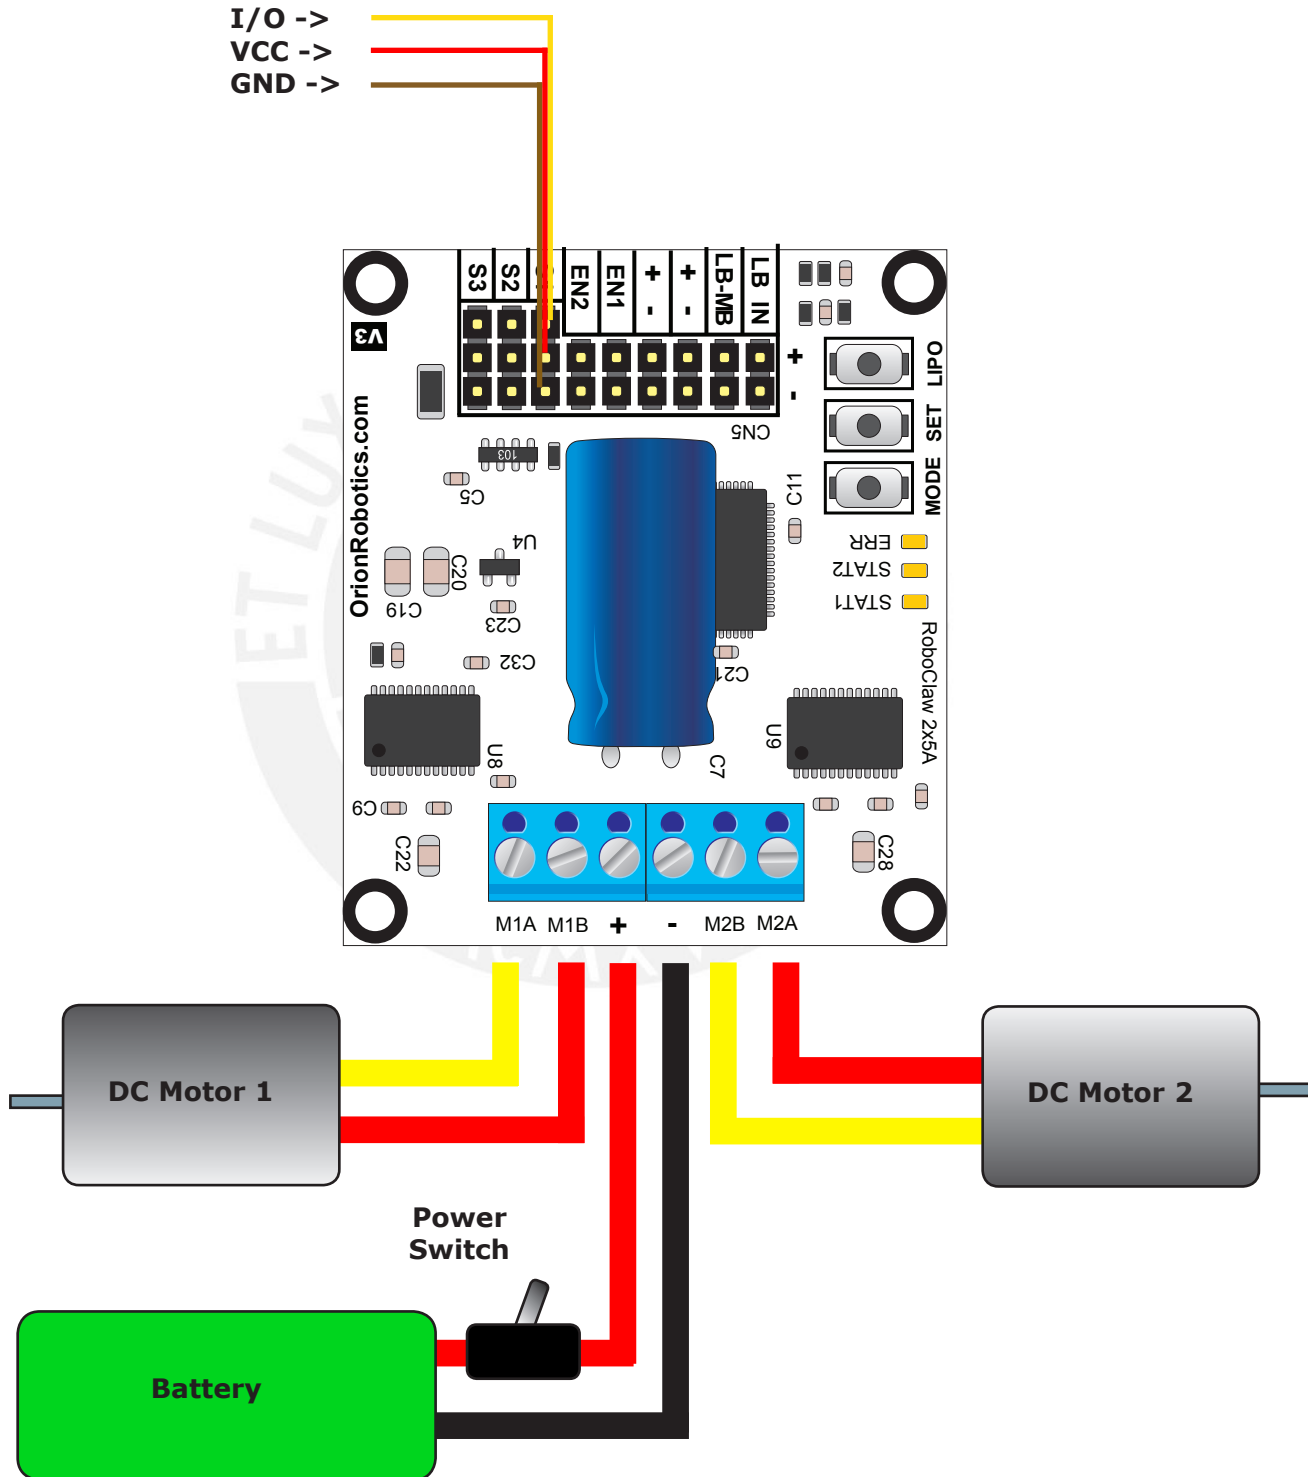 I/O ->
VCC ->
GND ->
S3
S2
EN2
EN1
+ -
+ -
LB-MB
LB IN
V3
+
-
LIPO
SET
MODE
CN5
OrionRobotics.com
103
C5
C11
U4
ERR
STAT2
STAT1
C20
C19
C23
C32
C21
RoboClaw 2x5A
U8
U9
C7
C9
C22
C28
M1A M1B + - M2B M2A
DC Motor 1
DC Motor 2
Power
Switch
Battery
ET LUX